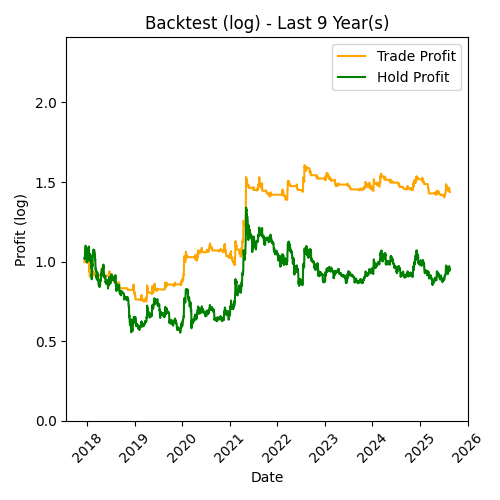 Backtest (log) - Last 9 Year(s)
Trade Profit
Hold Profit
Profit (log)
2.0
1.5
1.0
0.5
0.0
2018 2019 2020 2021 2022 2023 2024 2025 2026
Date